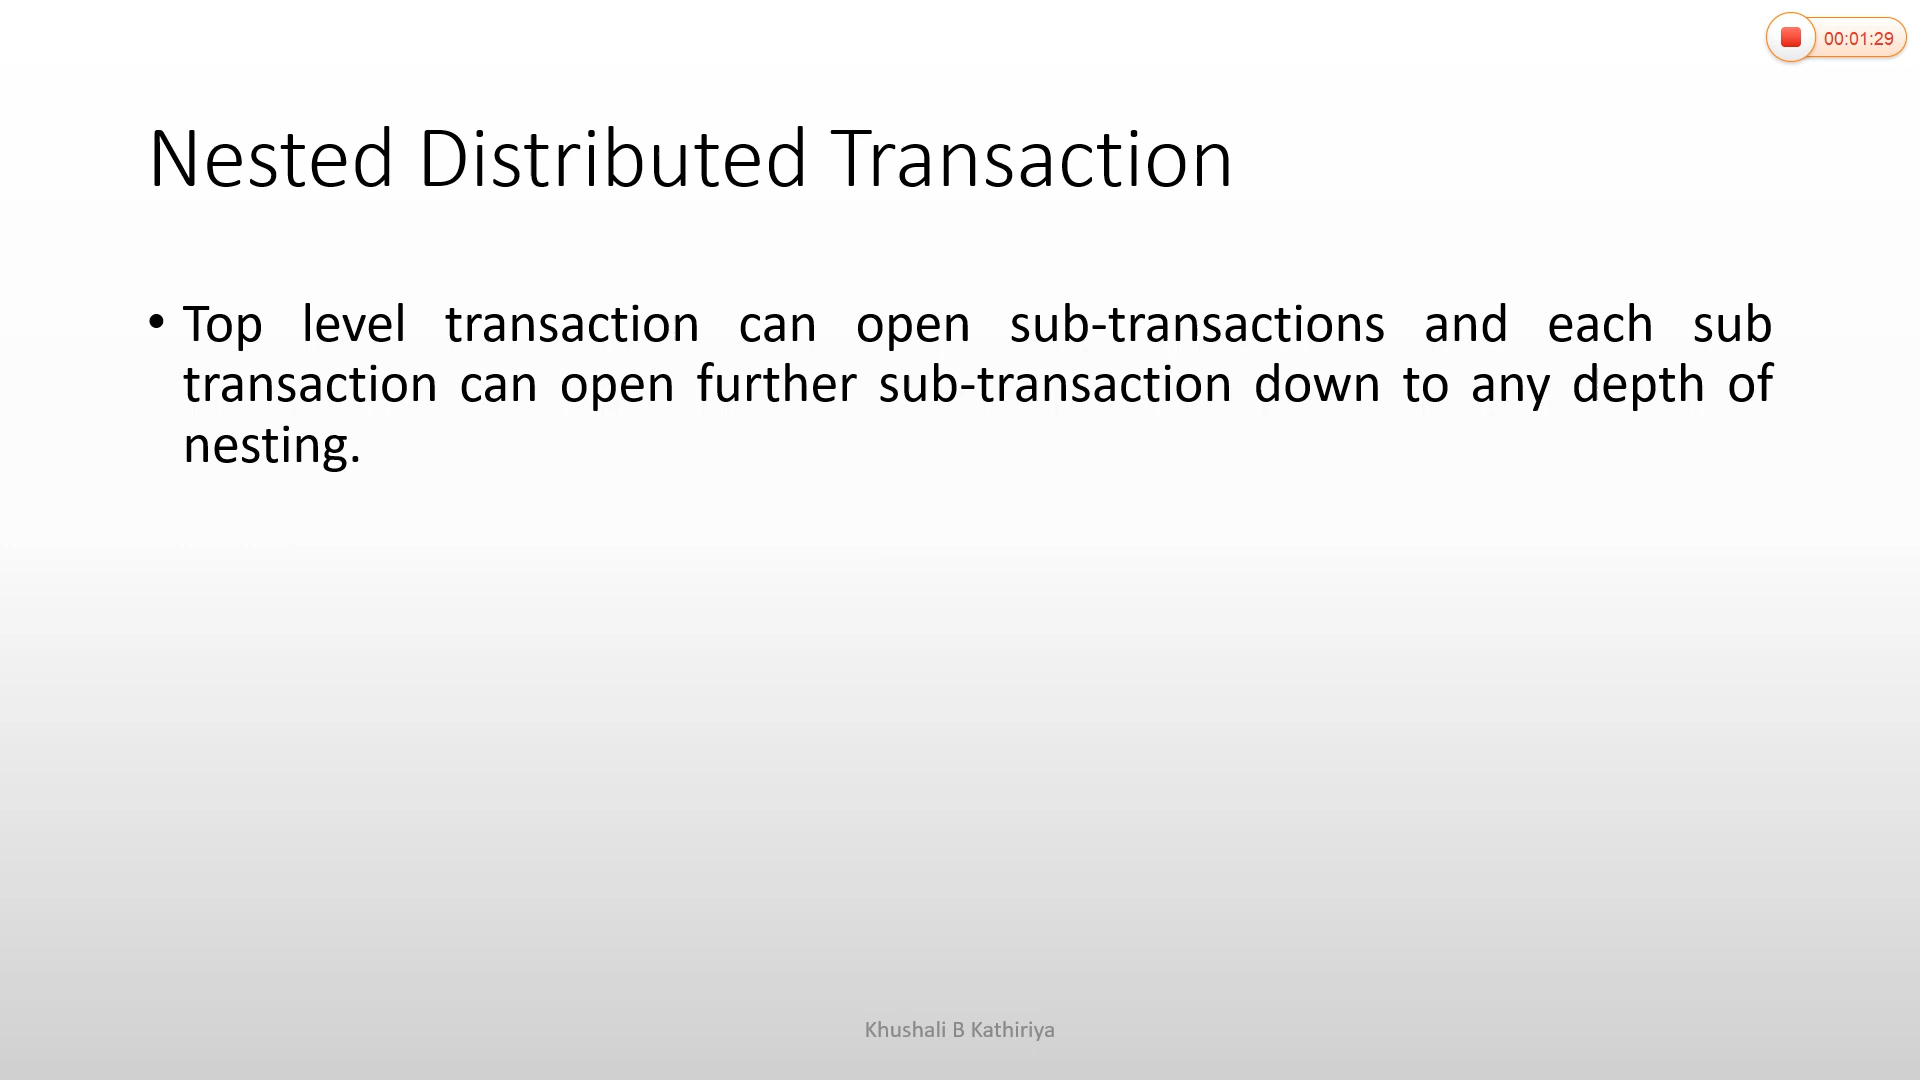 00:01:29
Nested Distributed Transaction
• Top level transaction can open sub-transactions and each sub
transaction can open further sub-transaction down to any depth of
nesting.
Khushali B Kathiriya